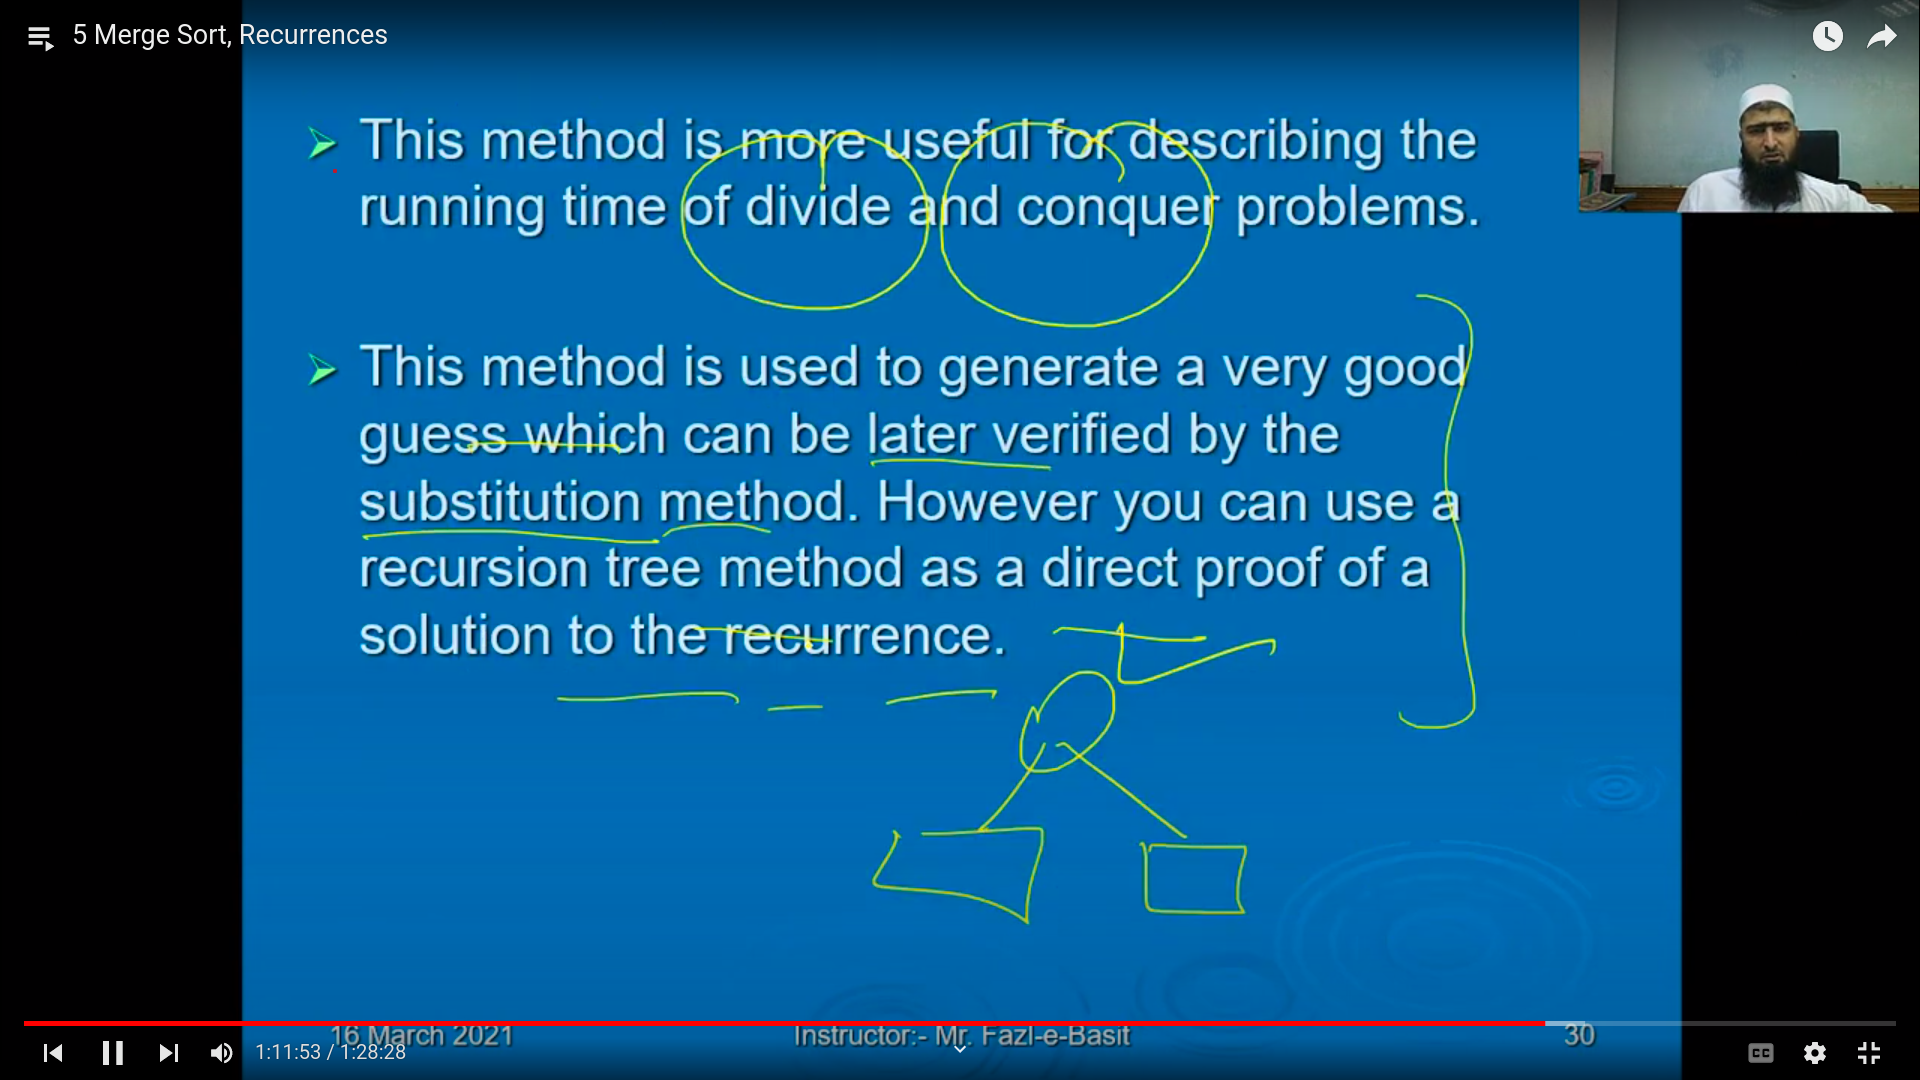 5 Merge Sort, Recurrences
This method is more useful for describing the
running time of divide and conquer problems.
This method is used to generate a very good
guess which can be later verified by the
substitution method. However you can use a
recursion tree method as a direct proof of a
solution to the recurrence.
16 March 2021 Instructor:- Mr. Fazl-e-Basit 30
1:11:53 / 1:28:28 CC